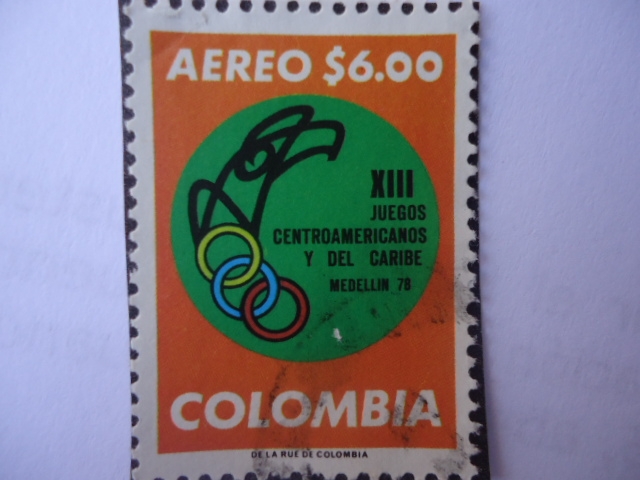 AEREO $6.00
XIII
JUEGOS
CENTROAMERICANOS
Y DEL CARIBE
MEDELLIN 78
COLOMBIA
DE LA RUE DE COLOMBIA